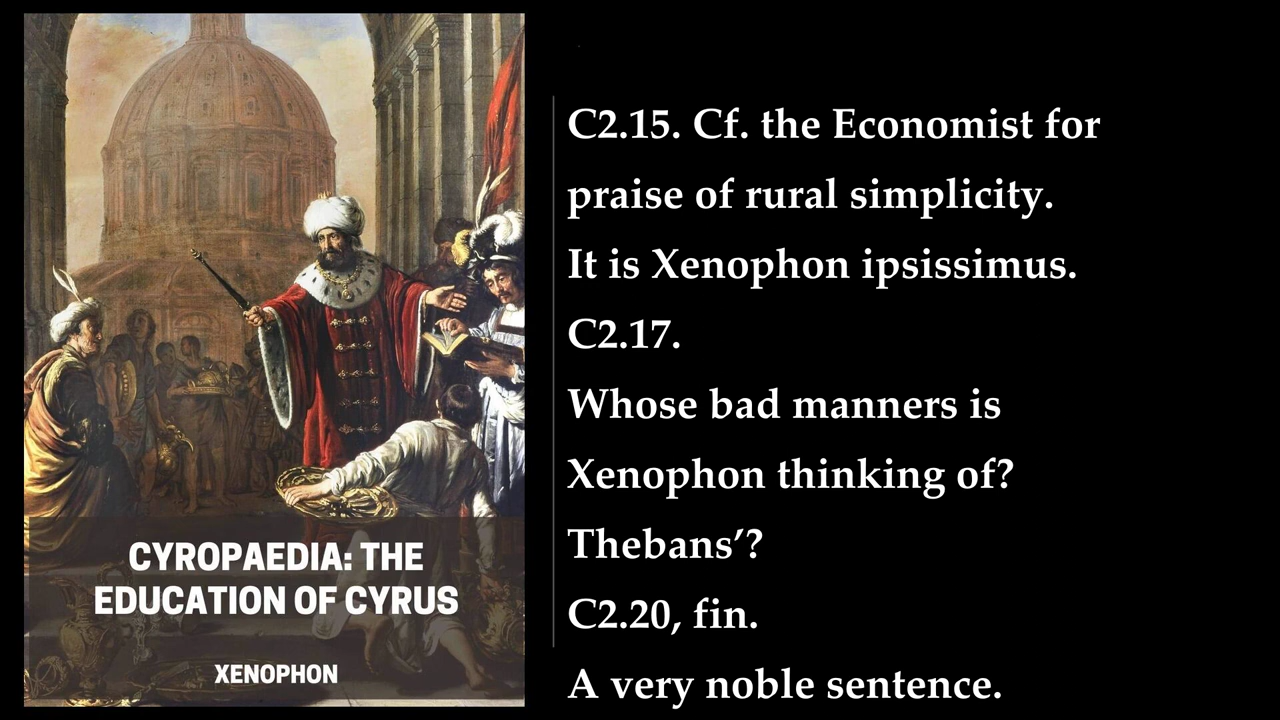 CYROPAEDIA: THE
EDUCATION OF CYRUS
XENOPHON
C2.15. Cf. the Economist for
praise of rural simplicity.
It is Xenophon ipsissimus.
C2.17.
Whose bad manners is
Xenophon thinking of?
Thebans’?
C2.20, fin.
A very noble sentence.